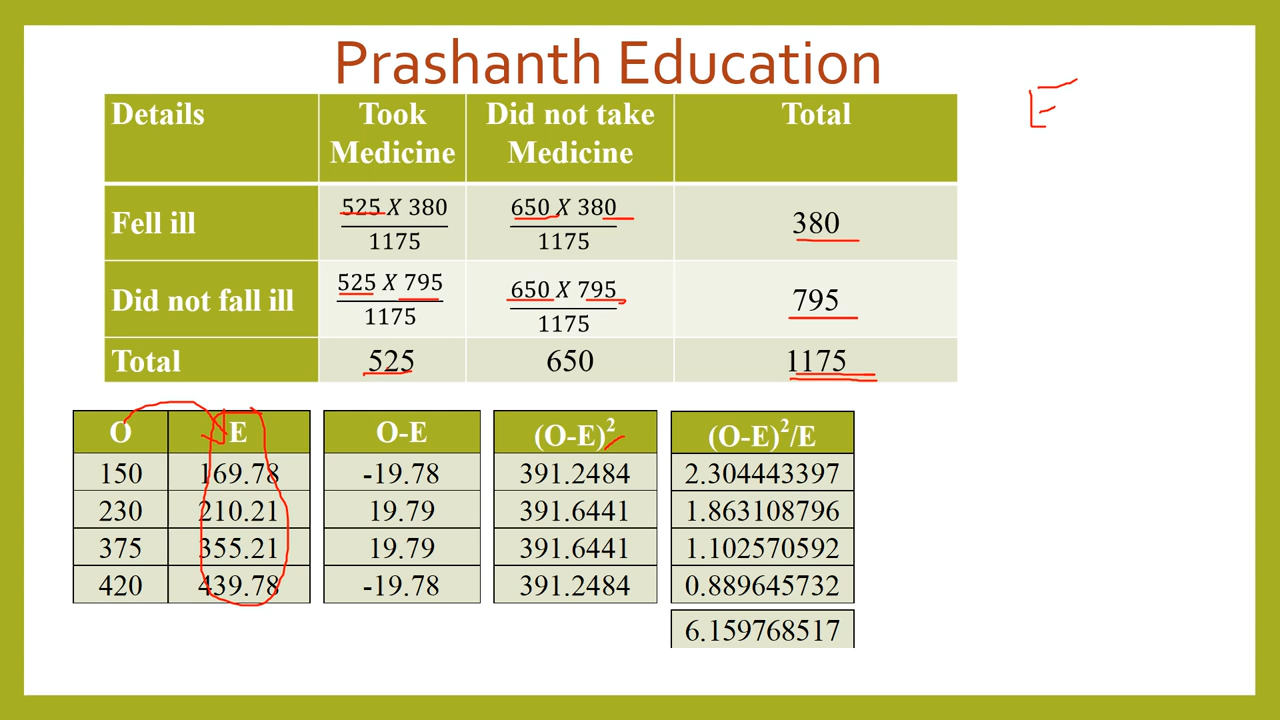 Prashanth Education
E
Details Took Medicine Did not take Medicine Total
Fell ill 525 X 380 / 1175 650 X 380 / 1175 380
Did not fall ill 525 X 795 / 1175 650 X 795 / 1175 795
Total 525 650 1175
O E O-E (O-E)² (O-E)²/E
150 169.78 -19.78 391.2484 2.304443397
230 210.21 19.79 391.6441 1.863108796
375 355.21 19.79 391.6441 1.102570592
420 439.78 -19.78 391.2484 0.889645732
6.159768517